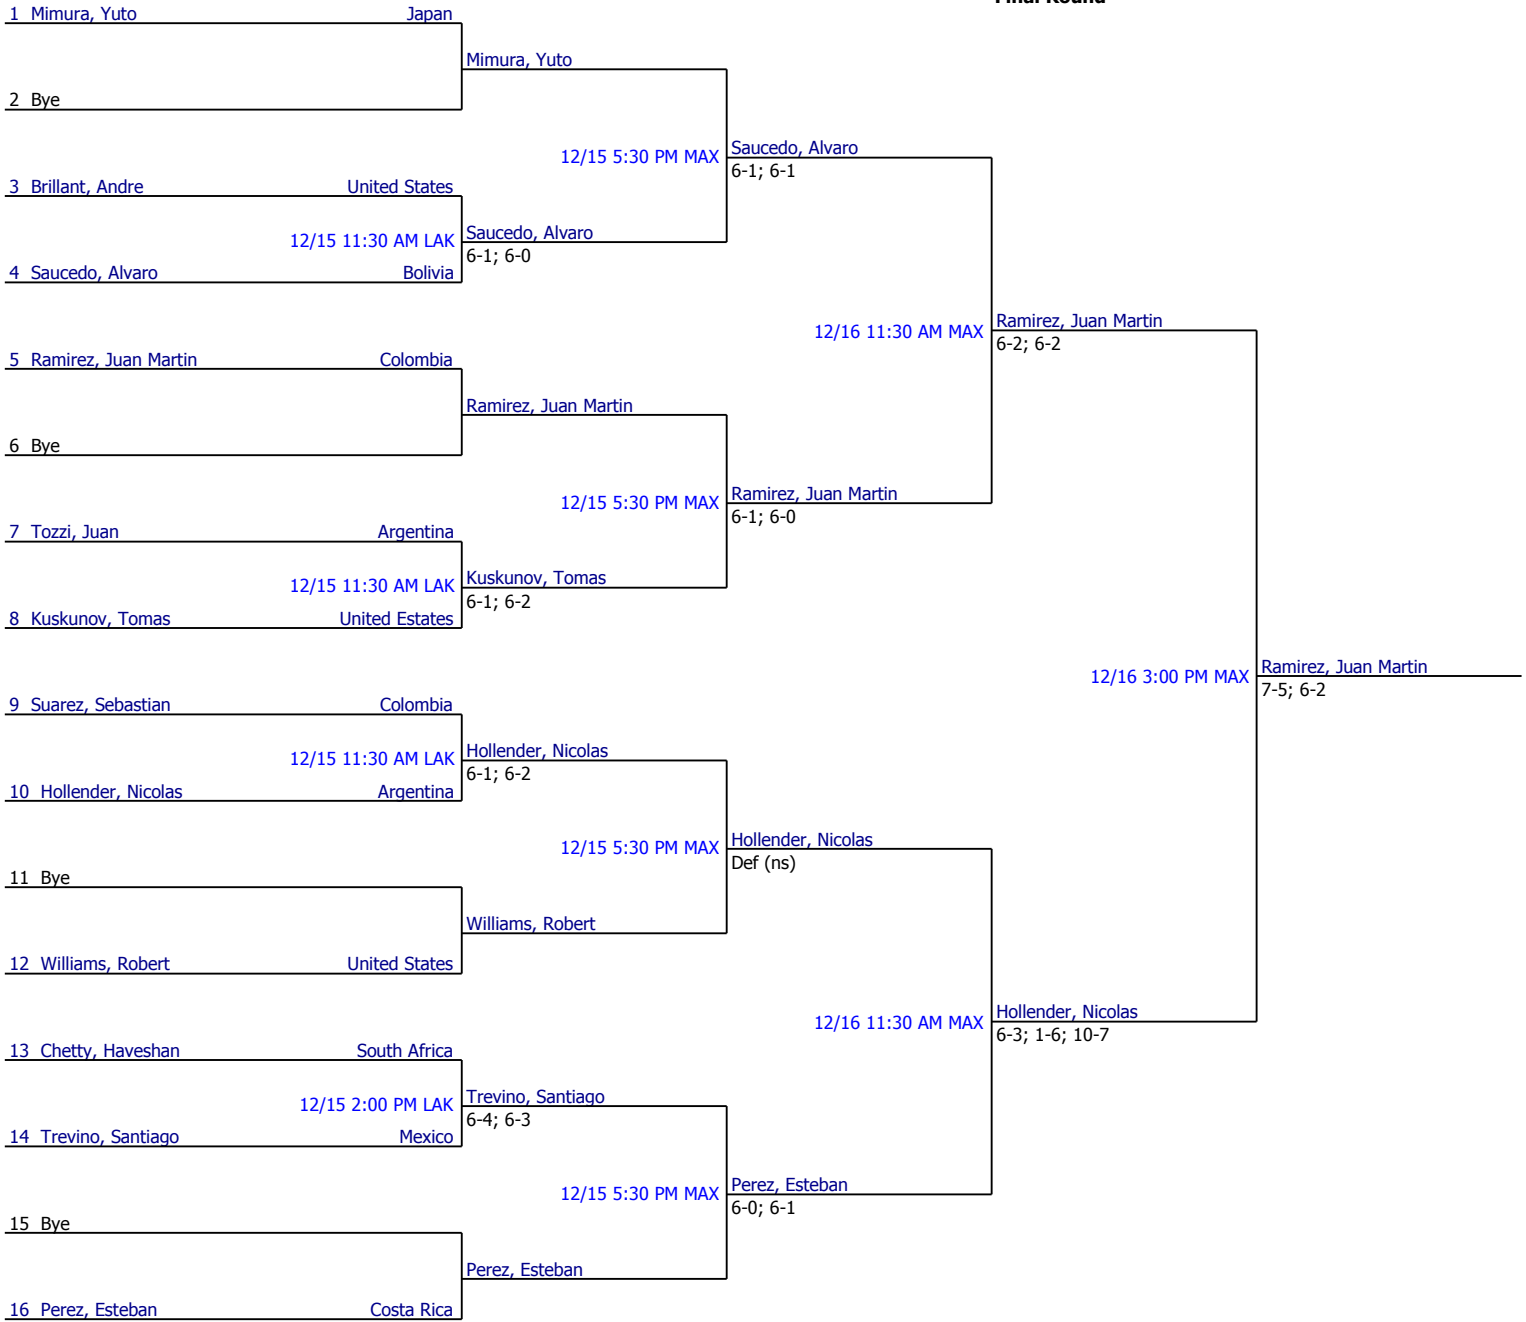 Final Round
1 Mimura, Yuto Japan
Mimura, Yuto
2 Bye
12/15 5:30 PM MAX Saucedo, Alvaro
6-1; 6-1
3 Brillant, Andre United States
12/15 11:30 AM LAK Saucedo, Alvaro
6-1; 6-0
4 Saucedo, Alvaro Bolivia
12/16 11:30 AM MAX Ramirez, Juan Martin
6-2; 6-2
5 Ramirez, Juan Martin Colombia
Ramirez, Juan Martin
6 Bye
12/15 5:30 PM MAX Ramirez, Juan Martin
6-1; 6-0
7 Tozzi, Juan Argentina
12/15 11:30 AM LAK Kuskunov, Tomas
6-1; 6-2
8 Kuskunov, Tomas United Estates
12/16 3:00 PM MAX Ramirez, Juan Martin
7-5; 6-2
9 Suarez, Sebastian Colombia
12/15 11:30 AM LAK Hollender, Nicolas
6-1; 6-2
10 Hollender, Nicolas Argentina
12/15 5:30 PM MAX Hollender, Nicolas
Def (ns)
11 Bye
Williams, Robert
12 Williams, Robert United States
12/16 11:30 AM MAX Hollender, Nicolas
6-3; 1-6; 10-7
13 Chetty, Haveshan South Africa
12/15 2:00 PM LAK Trevino, Santiago
6-4; 6-3
14 Trevino, Santiago Mexico
12/15 5:30 PM MAX Perez, Esteban
6-0; 6-1
15 Bye
Perez, Esteban
16 Perez, Esteban Costa Rica